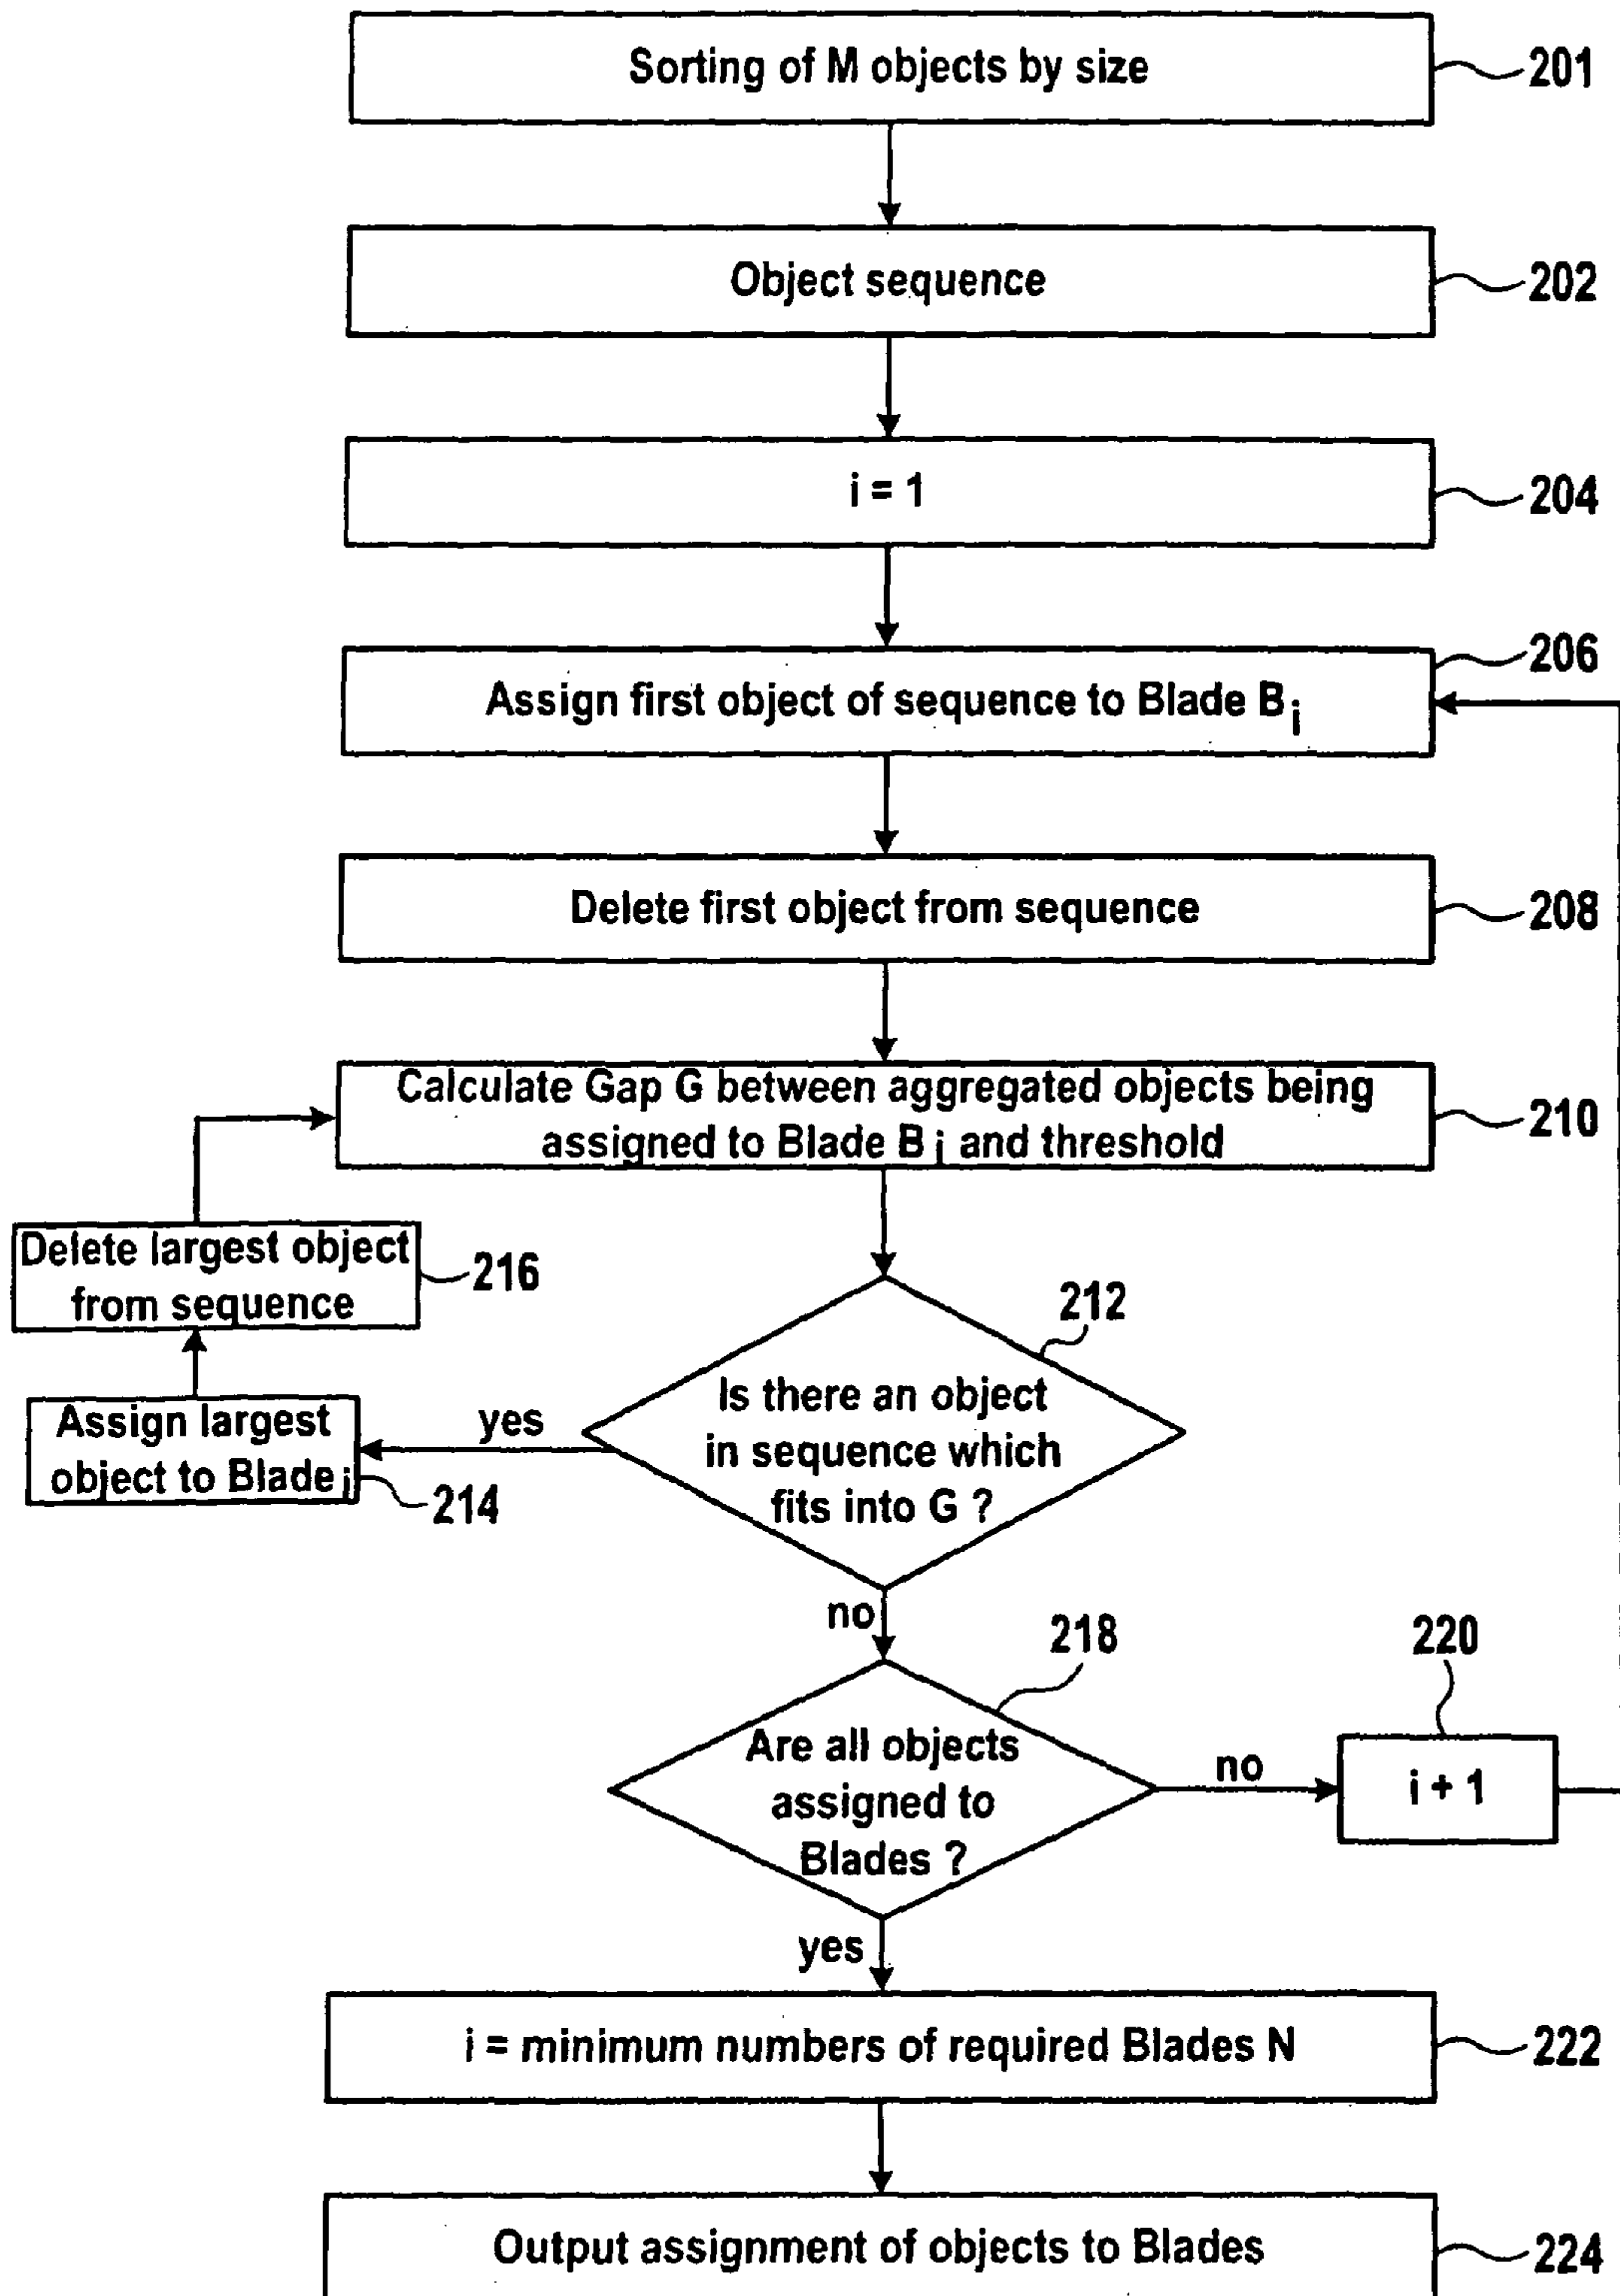 Sorting of M objects by size
201
Object sequence
202
i = 1
204
Assign first object of sequence to Blade B i
206
Delete first object from sequence
208
Calculate Gap G between aggregated objects being
assigned to Blade B i and threshold
210
Delete largest object
from sequence
216
212
Is there an object
in sequence which
fits into G ?
yes
Assign largest
object to Blade i
214
no
218
220
Are all objects
assigned to
Blades ?
no
i + 1
yes
i = minimum numbers of required Blades N
222
Output assignment of objects to Blades
224